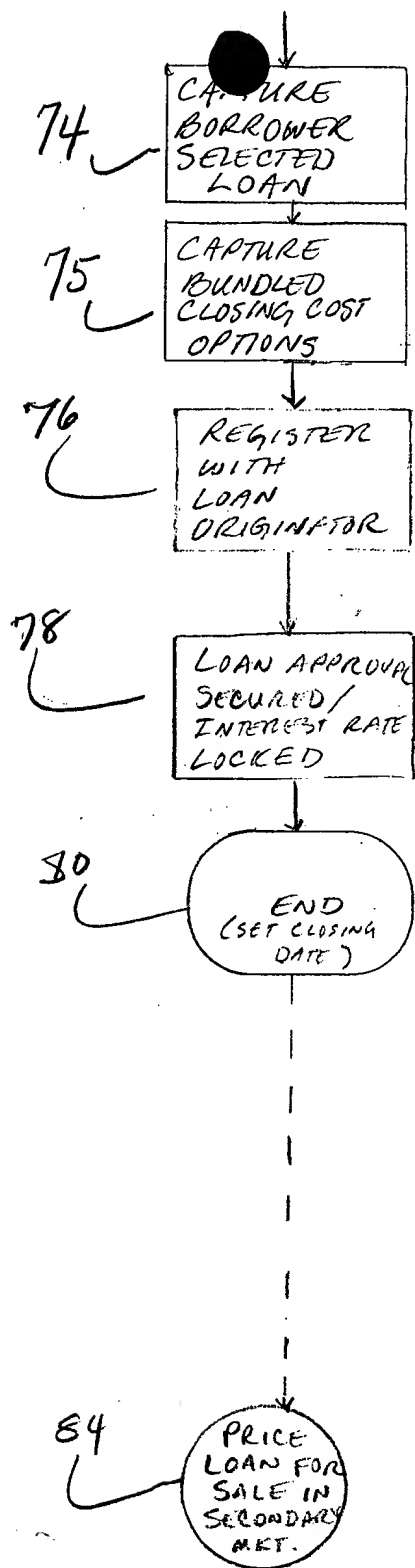 74
CAPTURE
BORROWER
SELECTED
LOAN
75
CAPTURE
BUNDLED
CLOSING COST
OPTIONS
76
REGISTER
WITH
LOAN
ORIGINATOR
78
LOAN APPROVAL
SECURED/
INTEREST RATE
LOCKED
80
END
(SET CLOSING
DATE)
84
PRICE
LOAN FOR
SALE IN
SECONDARY
MKT.